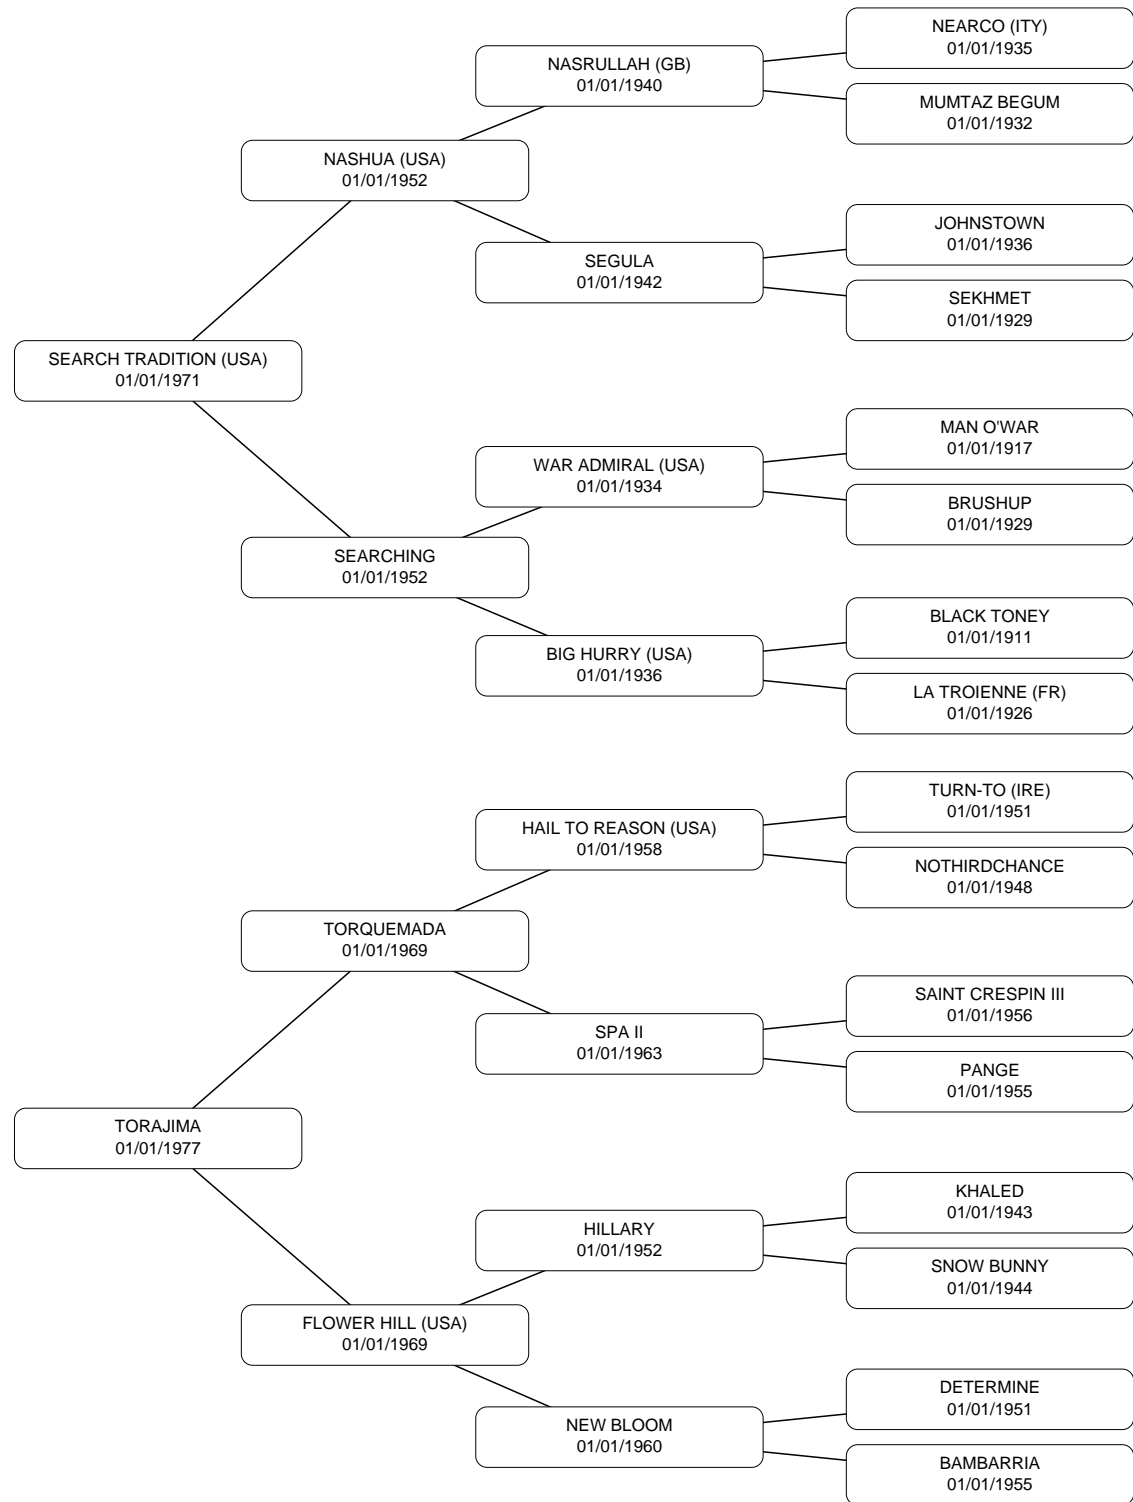 NEARCO (ITY)
01/01/1935
NASRULLAH (GB)
01/01/1940
MUMTAZ BEGUM
01/01/1932
NASHUA (USA)
01/01/1952
JOHNSTOWN
01/01/1936
SEGULA
01/01/1942
SEKHMET
01/01/1929
SEARCH TRADITION (USA)
01/01/1971
MAN O'WAR
01/01/1917
WAR ADMIRAL (USA)
01/01/1934
BRUSHUP
01/01/1929
SEARCHING
01/01/1952
BLACK TONEY
01/01/1911
BIG HURRY (USA)
01/01/1936
LA TROIENNE (FR)
01/01/1926
TURN-TO (IRE)
01/01/1951
HAIL TO REASON (USA)
01/01/1958
NOTHIRDCHANCE
01/01/1948
TORQUEMADA
01/01/1969
SAINT CRESPIN III
01/01/1956
SPA II
01/01/1963
PANGE
01/01/1955
TORAJIMA
01/01/1977
KHALED
01/01/1943
HILLARY
01/01/1952
SNOW BUNNY
01/01/1944
FLOWER HILL (USA)
01/01/1969
DETERMINE
01/01/1951
NEW BLOOM
01/01/1960
BAMBARRIA
01/01/1955